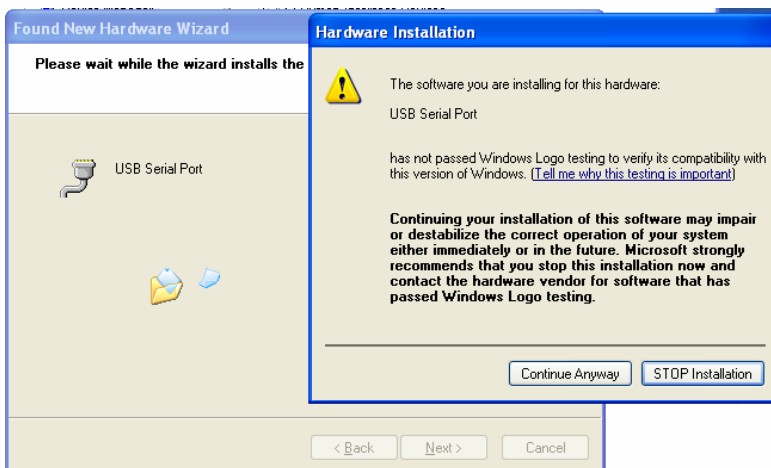 Found New Hardware Wizard
Please wait while the wizard installs the
USB Serial Port
Hardware Installation
The software you are installing for this hardware:
USB Serial Port
has not passed Windows Logo testing to verify its compatibility with
this version of Windows. (Tell me why this testing is important)
Continuing your installation of this software may impair
or destabilize the correct operation of your system
either immediately or in the future. Microsoft strongly
recommends that you stop this installation now and
contact the hardware vendor for software that has
passed Windows Logo testing.
Continue Anyway
STOP Installation
< Back
Next >
Cancel